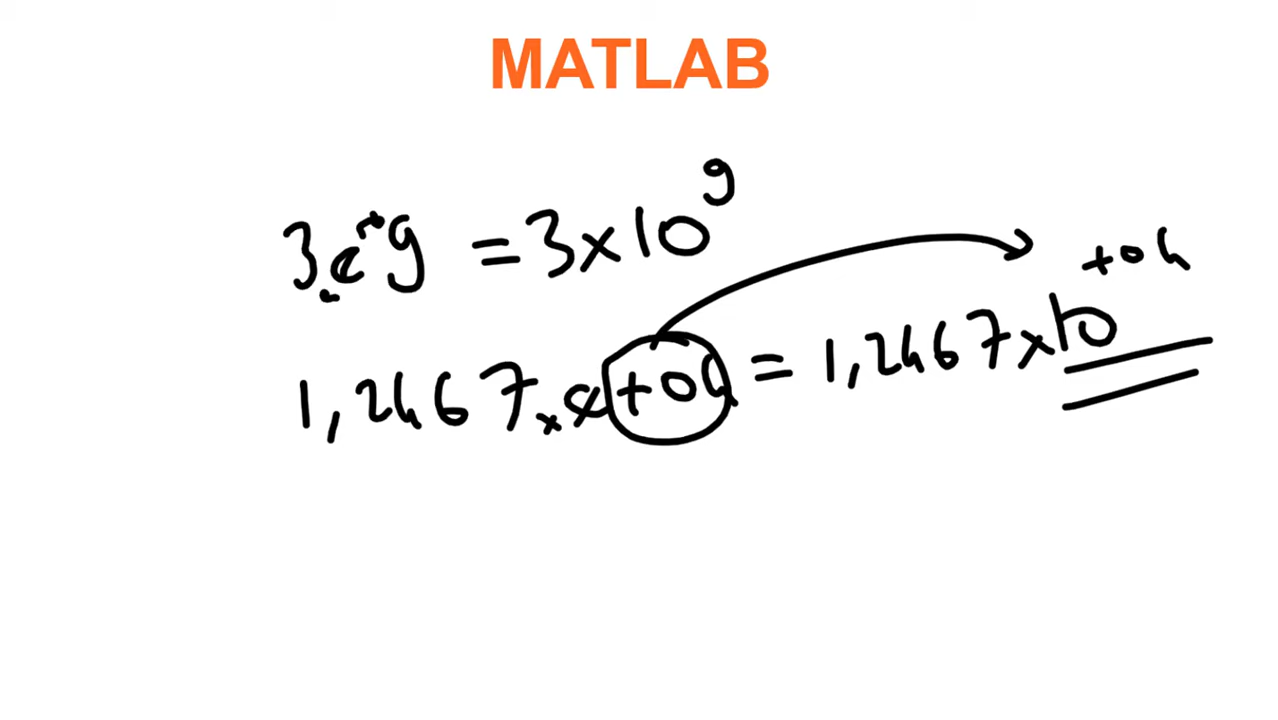 MATLAB
3e^+9 = 3x10^9
1,2467xe+04 = 1,2467x10^+04